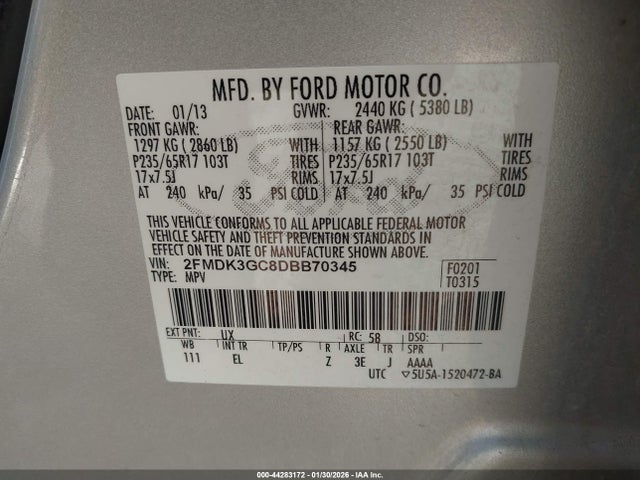 MFD. BY FORD MOTOR CO.
DATE: 01/13 GVWR: 2440 KG ( 5380 LB)
FRONT GAWR: REAR GAWR:
1297 KG ( 2860 LB) WITH 1157 KG ( 2550 LB) WITH
P235/65R17 103T TIRES P235/65R17 103T TIRES
17x7.5J RIMS 17x7.5J RIMS
AT 240 kPa/ 35 PSI COLD AT 240 kPa/ 35 PSI COLD
THIS VEHICLE CONFORMS TO ALL APPLICABLE FEDERAL MOTOR
VEHICLE SAFETY AND THEFT PREVENTION STANDARDS IN
EFFECT ON THE DATE OF MANUFACTURE SHOWN ABOVE.
VIN: 2FMDK3GC8DBB70345 F0201
TYPE: MPV T0315
EXT PNT: UX RC: 58 DSO:
WB INT TR TP/PS R AXLE TR SPR
111 EL Z 3E J AAAA
UTC ▽5U5A-1520472-BA
Ford
000-44283172 - 01/30/2026 - IAA Inc.